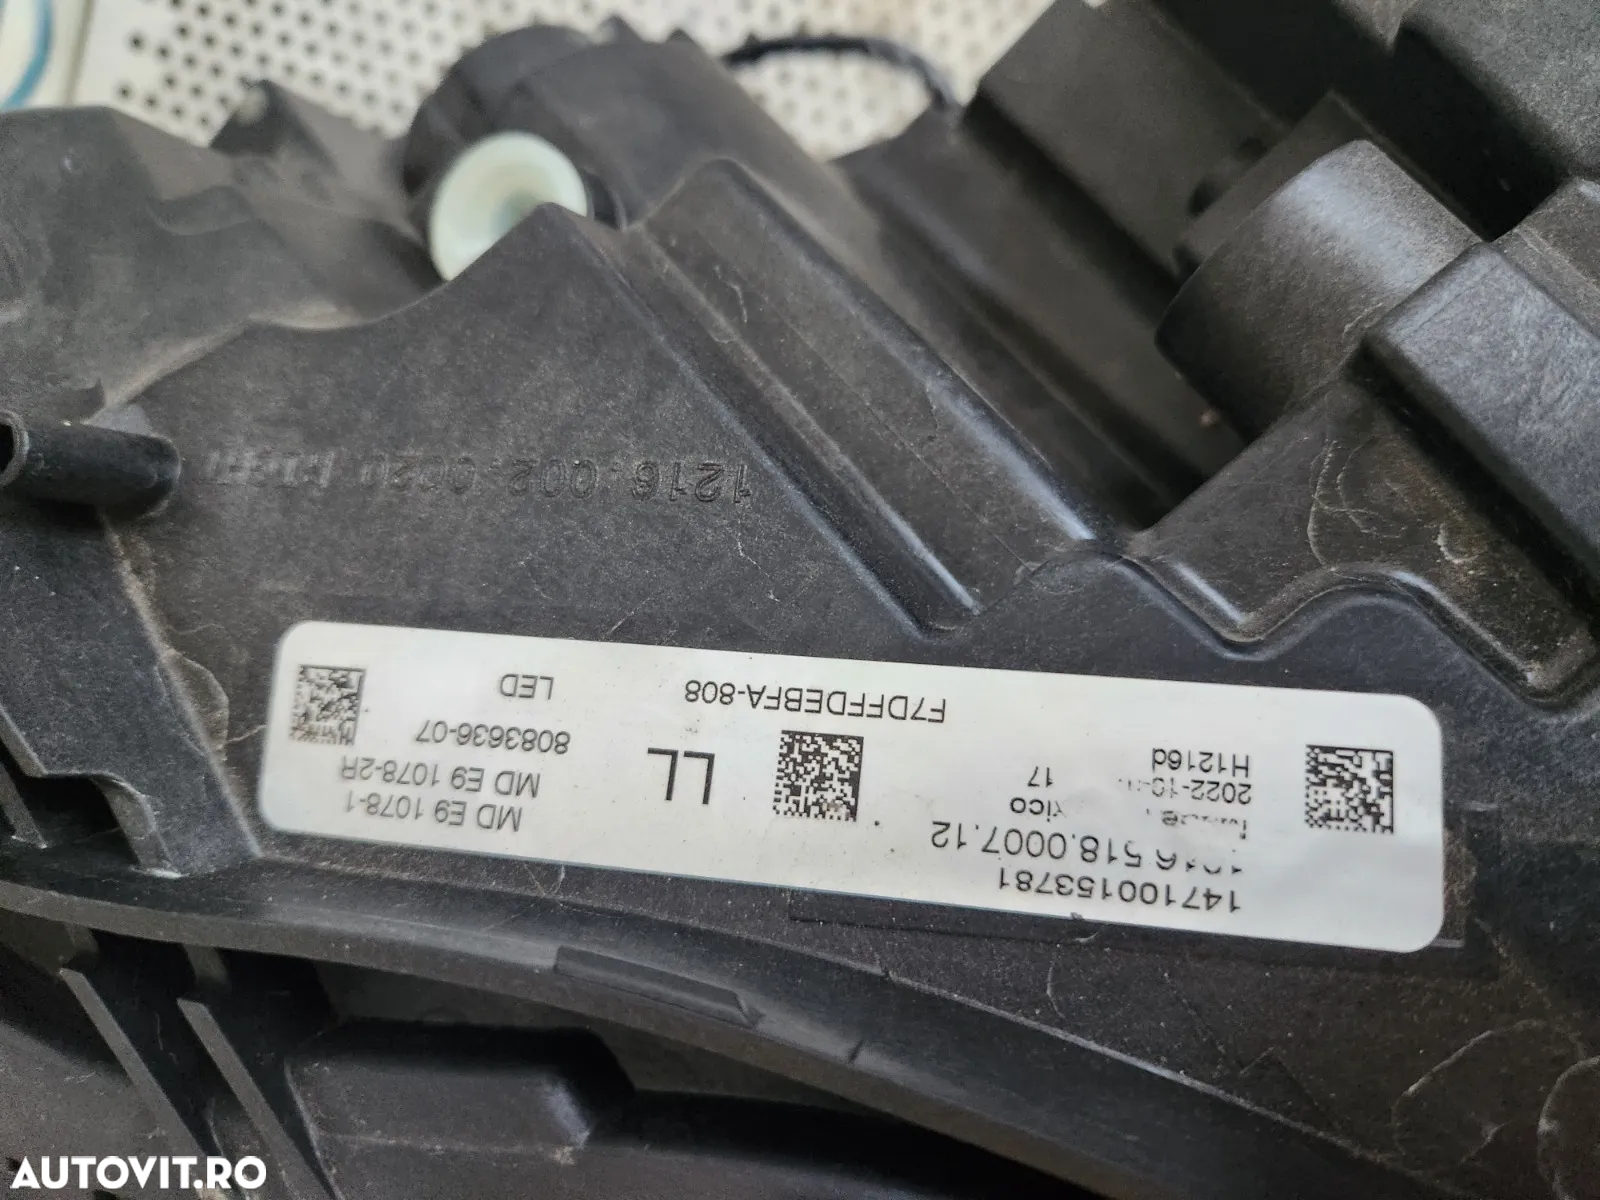 147100153781
518.0007.12
17
H1216d
F7DFFDEBFA-808
LL
MD E9 1078-1
MD E9 1078-2R
8083636-07
LED
1216.002.0020
AUTOVIT.RO